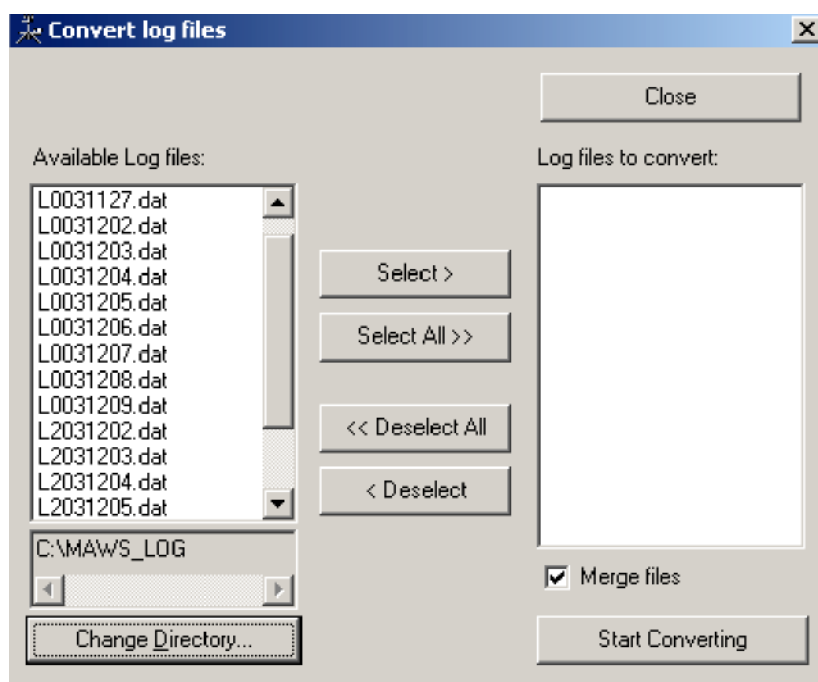 Convert log files
Close
Available Log files:
Log files to convert:
L0031127.dat
L0031202.dat
L0031203.dat
L0031204.dat
L0031205.dat
L0031206.dat
L0031207.dat
L0031208.dat
L0031209.dat
L2031202.dat
L2031203.dat
L2031204.dat
L2031205.dat
Select >
Select All >>
<< Deselect All
< Deselect
C:\MAWS_LOG
Merge files
Change Directory...
Start Converting